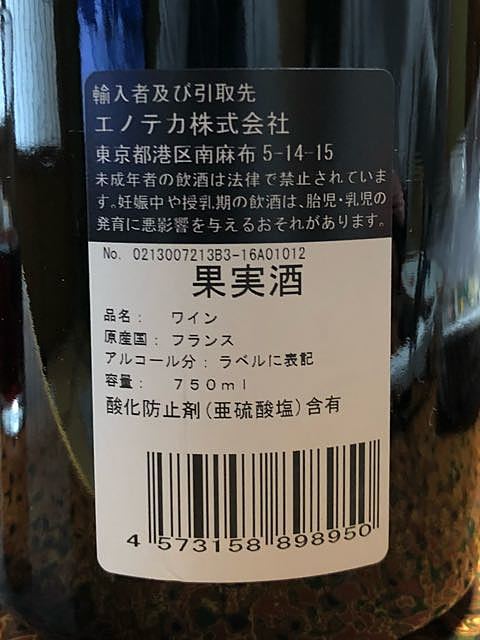 輸入者及び引取先
エノテカ株式会社
東京都港区南麻布5-14-15
未成年者の飲酒は法律で禁止されていま
す。妊娠中や授乳期の飲酒は、胎児・乳児の
発育に悪影響を与えるおそれがあります。
No. 0213007213B3-16A01012
果実酒
品名: ワイン
原産国: フランス
アルコール分: ラベルに表記
容量: 750ml
酸化防止剤(亜硫酸塩)含有
4 573158 898950